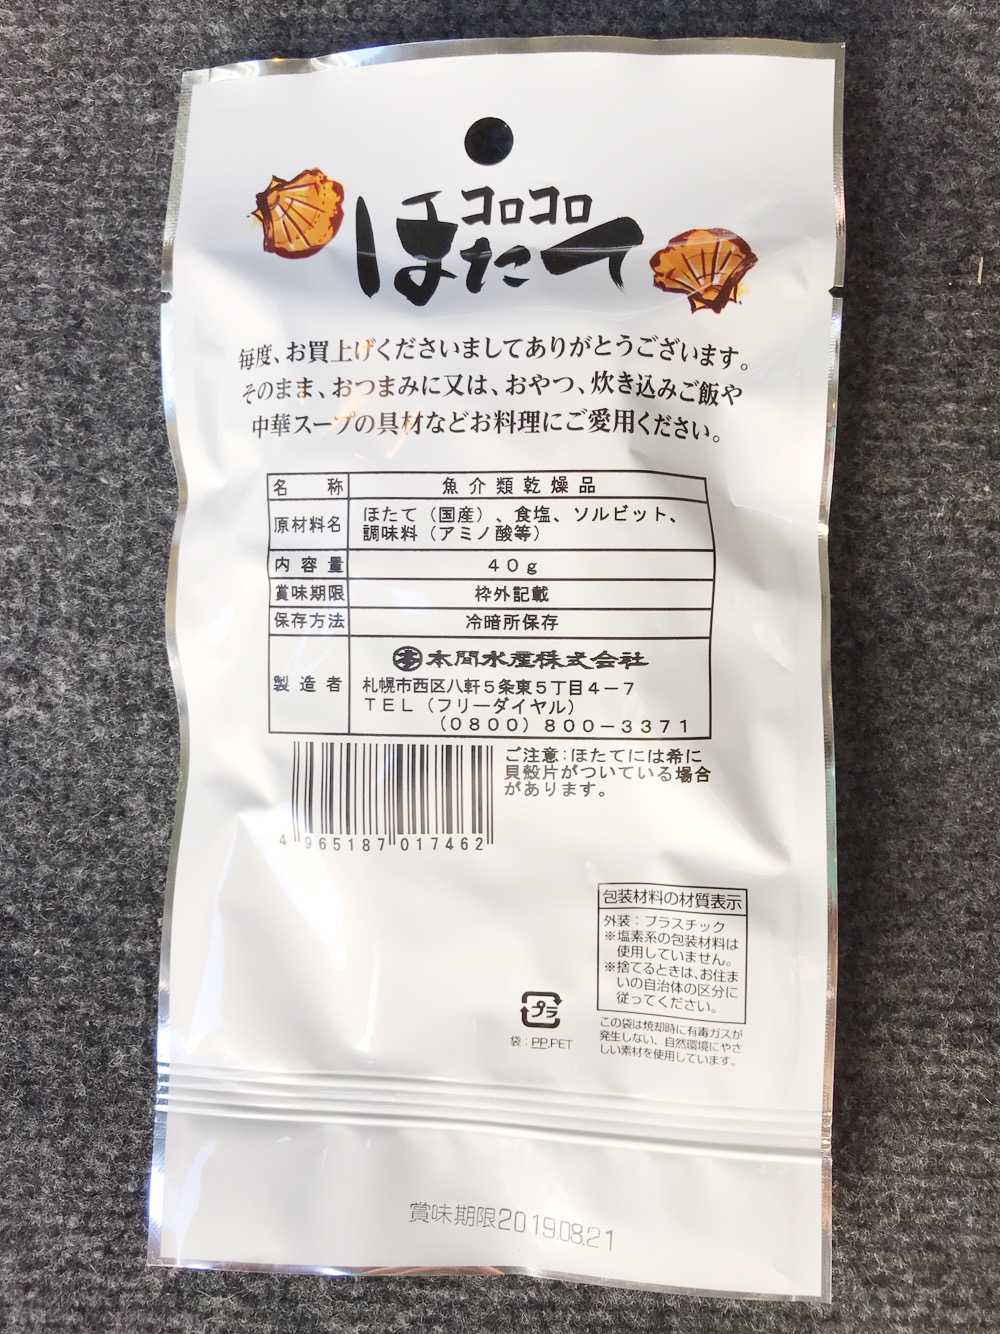 コロコロ
ほたて
毎度、お買上げくださいましてありがとうございます。
そのまま、おつまみに又は、おやつ、炊き込みご飯や
中華スープの具材などお料理にご愛用ください。
名称 魚介類乾燥品
原材料名 ほたて（国産）、食塩、ソルビット、
調味料（アミノ酸等）
内容量 40g
賞味期限 枠外記載
保存方法 冷暗所保存
製造者 本 本間水産株式会社
札幌市西区八軒5条東5丁目4－7
TEL（フリーダイヤル）
（0800）800－3371
ご注意：ほたてには希に
貝殻片がついている場合
があります。
4 965187 017462
包装材料の材質表示
外装：プラスチック
※塩素系の包装材料は
使用していません。
※捨てるときは、お住ま
いの自治体の区分に
従ってください。
この袋は焼却時に有毒ガスが
発生しない、自然環境にやさ
しい素材を使用しています。
プラ
袋：PP,PET
賞味期限2019.08.21